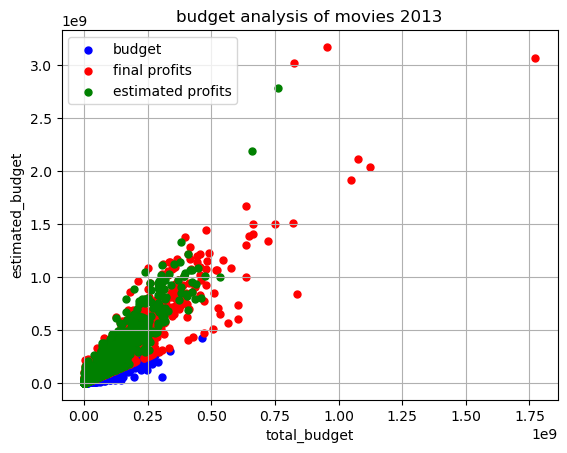 budget analysis of movies 2013
1e9
budget
final profits
estimated profits
3.0
2.5
2.0
1.5
1.0
0.5
0.0
estimated_budget
0.00 0.25 0.50 0.75 1.00 1.25 1.50 1.75
total_budget
1e9